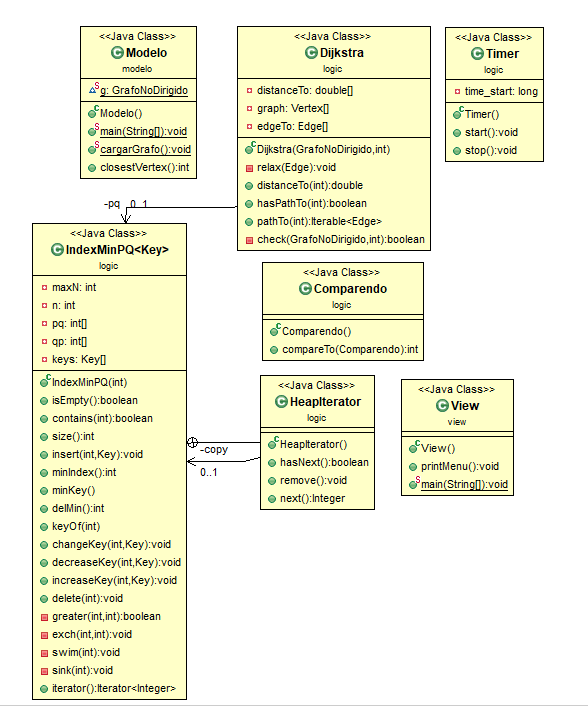 <<Java Class>>
Modelo
modelo
g: GrafoNoDirigido
Modelo()
main(String[]):void
cargarGrafo():void
closestVertex():int
<<Java Class>>
Dijkstra
logic
distanceTo: double[]
graph: Vertex[]
edgeTo: Edge[]
Dijkstra(GrafoNoDirigido,int)
relax(Edge):void
distanceTo(int):double
hasPathTo(int):boolean
pathTo(int):Iterable<Edge>
check(GrafoNoDirigido,int):boolean
<<Java Class>>
Timer
logic
time_start: long
Timer()
start():void
stop():void
-pq 0..1
<<Java Class>>
IndexMinPQ<Key>
logic
maxN: int
n: int
pq: int[]
qp: int[]
keys: Key[]
IndexMinPQ(int)
isEmpty():boolean
contains(int):boolean
size():int
insert(int,Key):void
minIndex():int
minKey()
delMin():int
keyOf(int)
changeKey(int,Key):void
decreaseKey(int,Key):void
increaseKey(int,Key):void
delete(int):void
greater(int,int):boolean
exch(int,int):void
swim(int):void
sink(int):void
iterator():Iterator<Integer>
<<Java Class>>
Comparendo
logic
Comparendo()
compareTo(Comparendo):int
-copy
0..1
<<Java Class>>
HeapIterator
logic
HeapIterator()
hasNext():boolean
remove():void
next():Integer
<<Java Class>>
View
view
View()
printMenu():void
main(String[]):void